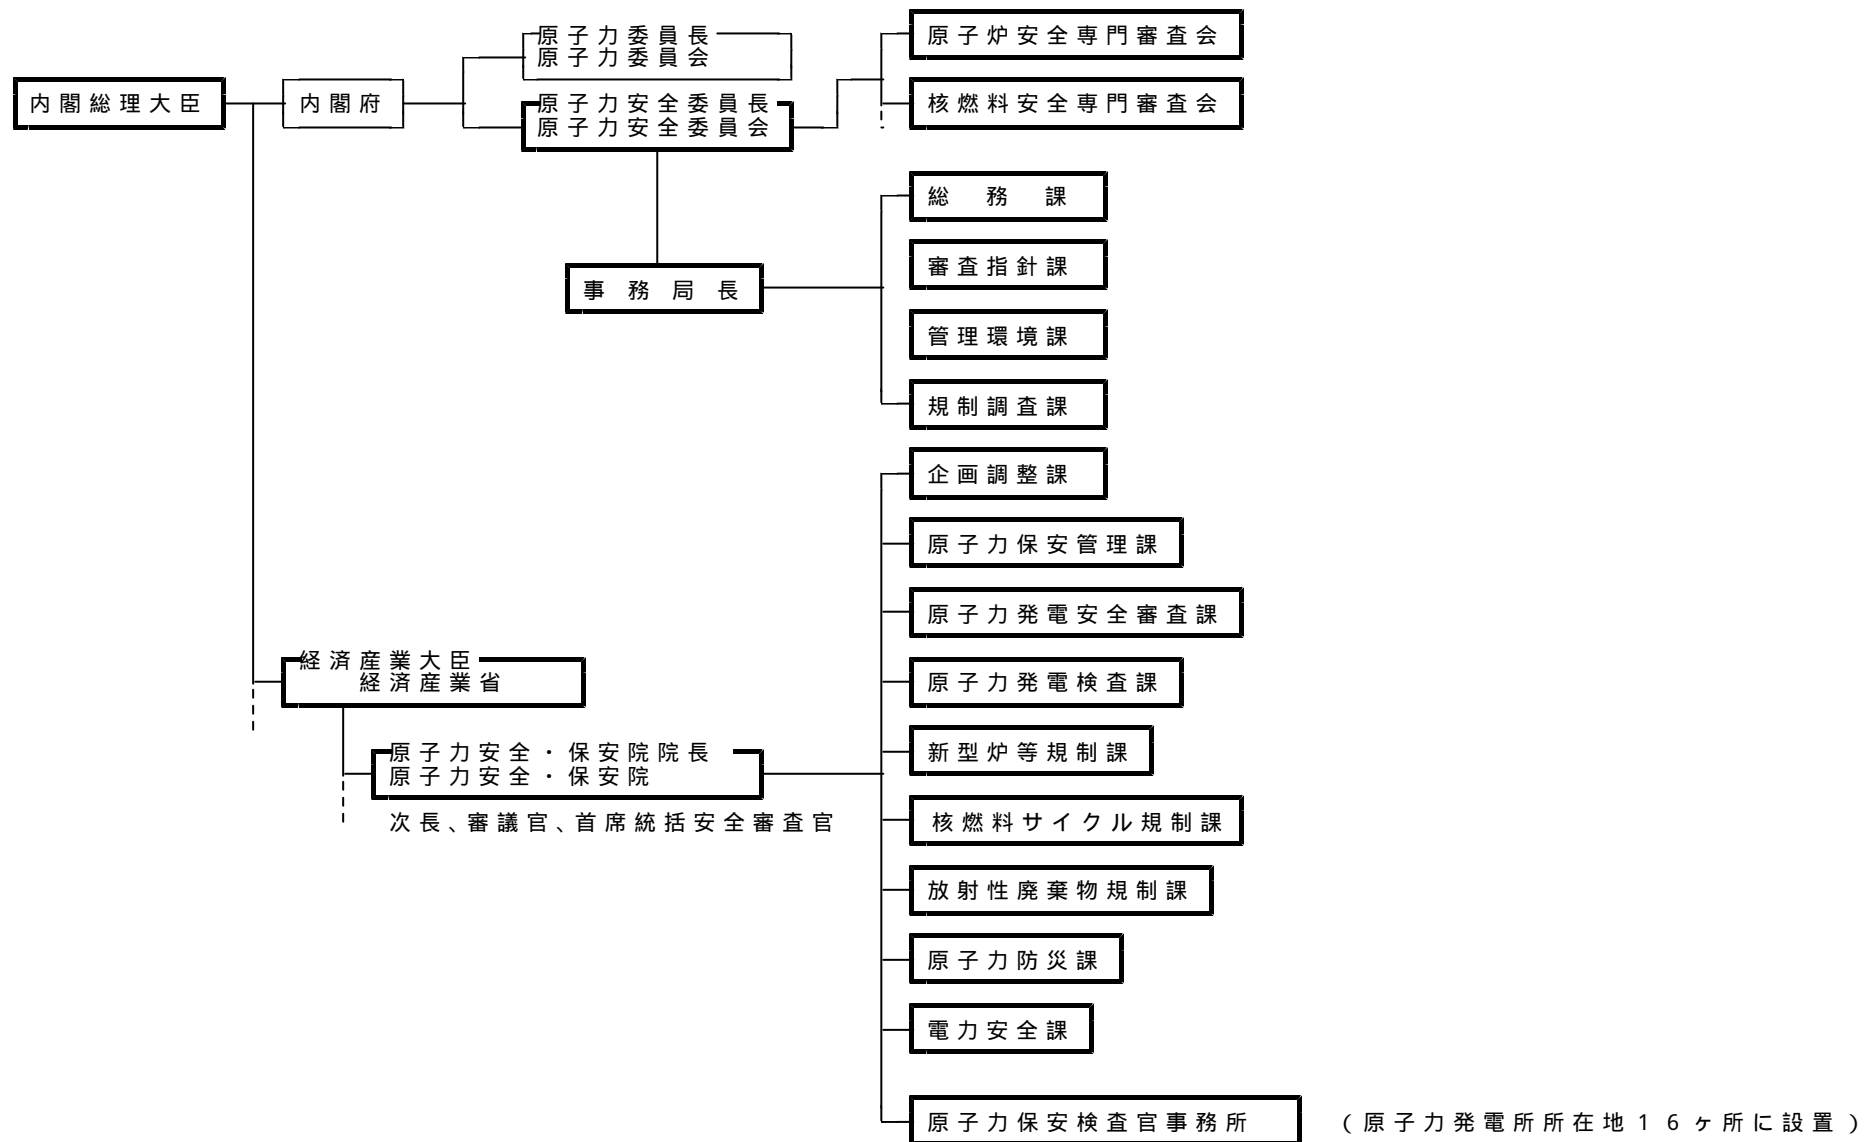 内閣総理大臣
内閣府
原子力委員長
原子力委員会
原子力安全委員長
原子力安全委員会
原子炉安全専門審査会
核燃料安全専門審査会
事務局長
総務課
審査指針課
管理環境課
規制調査課
経済産業大臣
経済産業省
原子力安全・保安院院長
原子力安全・保安院
次長、審議官、首席統括安全審査官
企画調整課
原子力保安管理課
原子力発電安全審査課
原子力発電検査課
新型炉等規制課
核燃料サイクル規制課
放射性廃棄物規制課
原子力防災課
電力安全課
原子力保安検査官事務所 (原子力発電所所在地16ヶ所に設置)